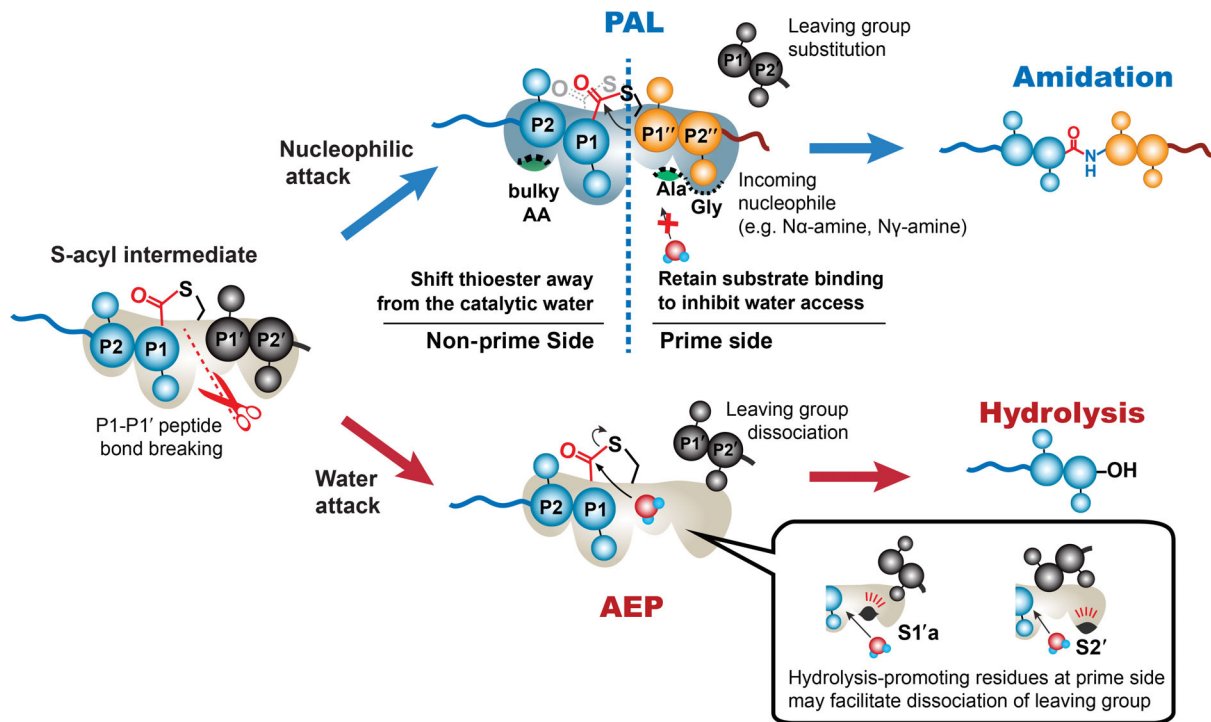 PAL
Leaving group
substitution
P1′
P2′
Amidation
O
S
O
S
P2
P1
P1′′
P2′′
O
N
H
Nucleophilic
attack
bulky
AA
Ala
Gly
Incoming
nucleophile
(e.g. Nα-amine, Nγ-amine)
S-acyl intermediate
O
S
P2
P1
P1′
P2′
P1-P1′ peptide
bond breaking
Shift thioester away
from the catalytic water
Non-prime Side
Retain substrate binding
to inhibit water access
Prime side
Water
attack
O
S
P2
P1
P1′
P2′
Leaving group
dissociation
Hydrolysis
OH
AEP
S1′a
S2′
Hydrolysis-promoting residues at prime side
may facilitate dissociation of leaving group